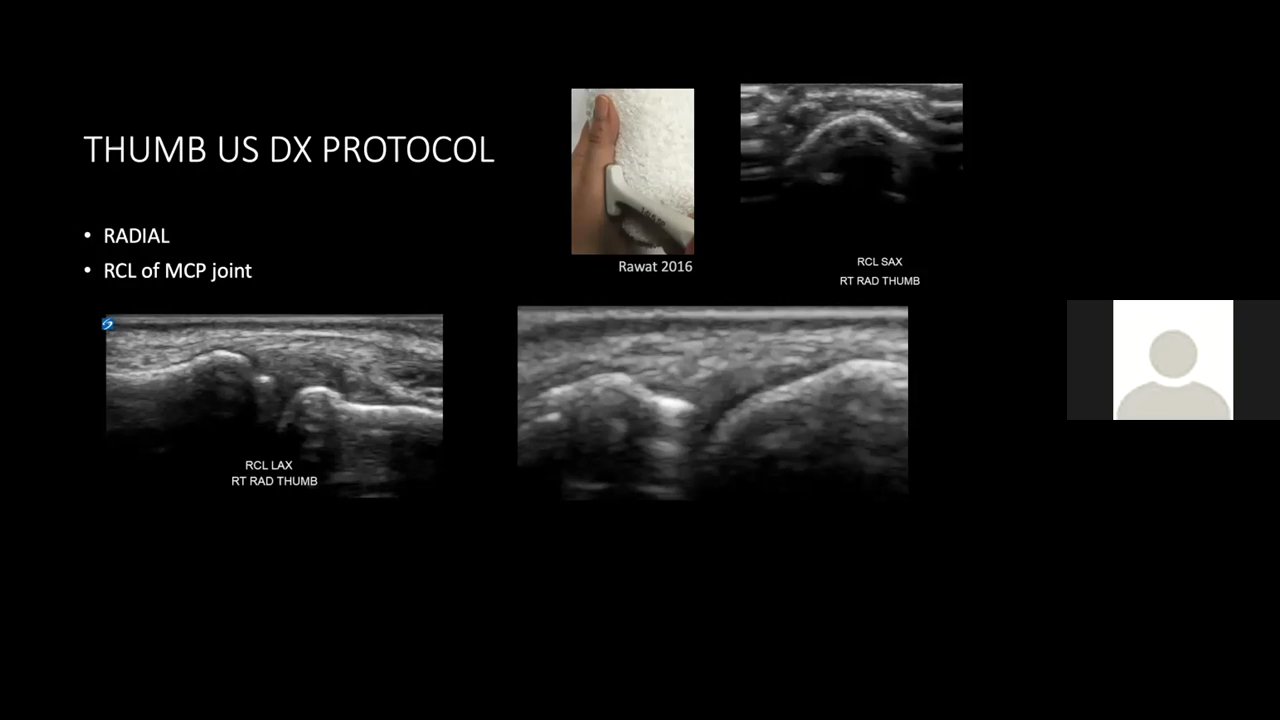 THUMB US DX PROTOCOL
• RADIAL
• RCL of MCP joint
Rawat 2016
RCL SAX
RT RAD THUMB
RCL LAX
RT RAD THUMB